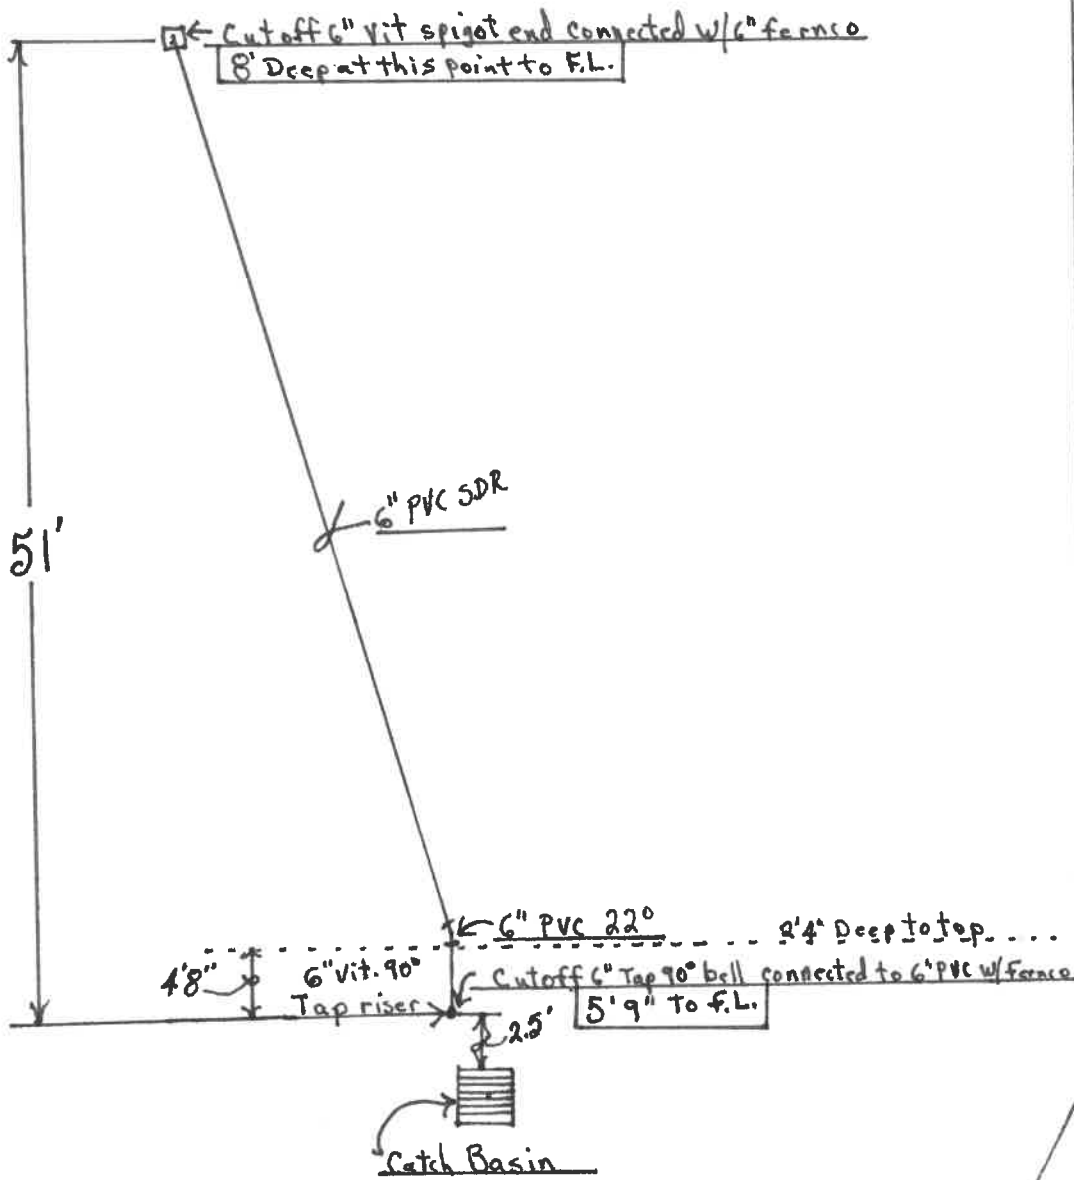 Cutoff 6" Vit spigot end connected w/6" fernco
8' Deep at this point to F.L.
51'
6" PVC SDR
6" PVC 22°
2'4" Deep to top
4'8"
6" Vit. 90°
Tap riser
Cutoff 6" Tap 90° bell connected to 6" PVC w/ Fernco
5'9" To F.L.
2.5'
Catch Basin